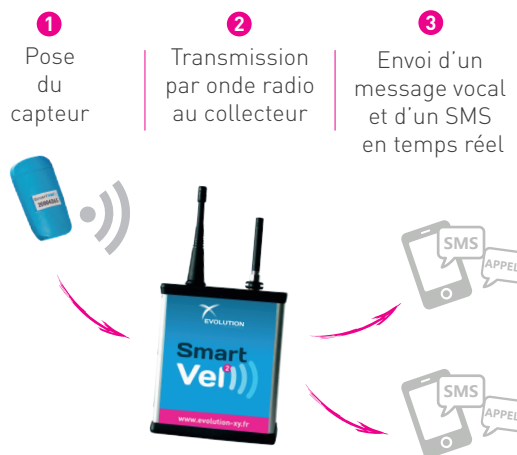 1
Pose
du
capteur
2
Transmission
par onde radio
au collecteur
3
Envoi d'un
message vocal
et d'un SMS
en temps réel
SMS
APPEL
EVOLUTION
Smart
Vel²
www.evolution-xy.fr
SMS
APPEL